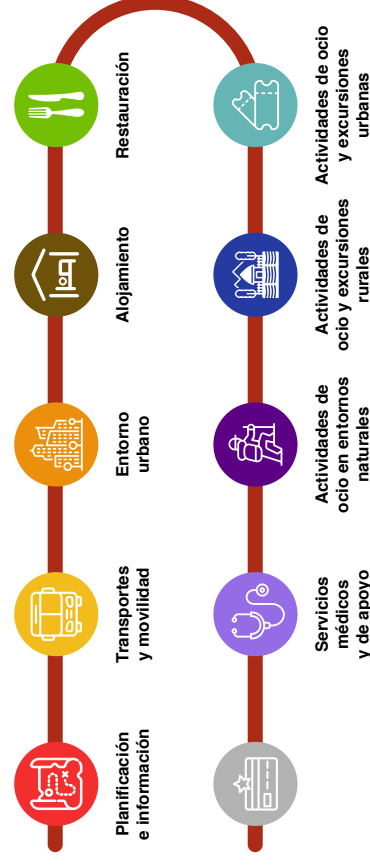 Planificación
e información
Transportes
y movilidad
Entorno
urbano
Alojamiento
Restauración
Actividades de ocio
y excursiones
urbanas
Actividades de
ocio y excursiones
rurales
Actividades de
ocio en entornos
naturales
Servicios
médicos
y de apoyo